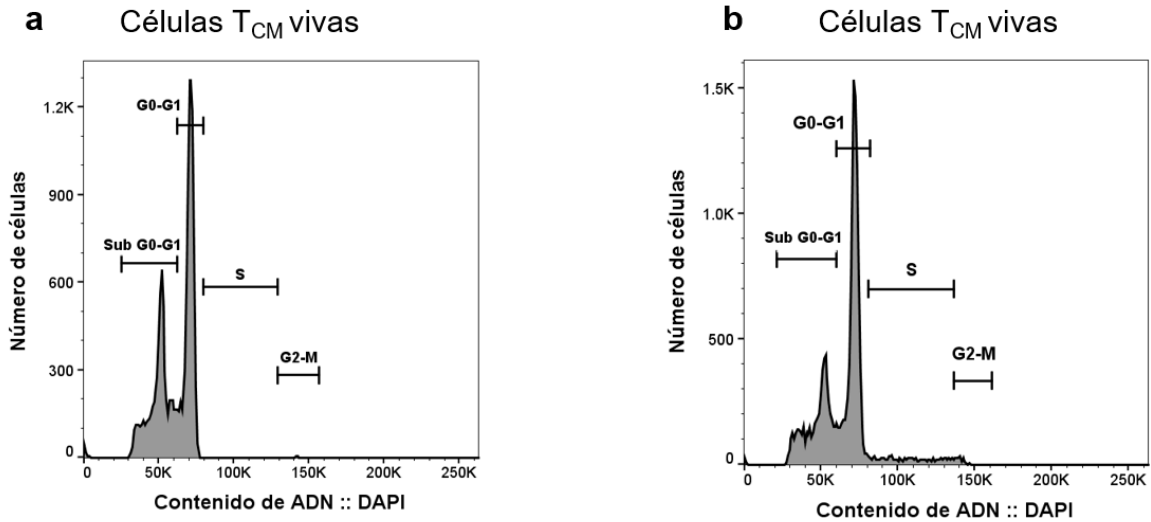 a
Células T_CM vivas
Número de células
1.2K
900
600
300
0
G0-G1
Sub G0-G1
S
G2-M
0
50K
100K
150K
200K
250K
Contenido de ADN :: DAPI
b
Células T_CM vivas
Número de células
1.5K
1.0K
500
0
G0-G1
Sub G0-G1
S
G2-M
0
50K
100K
150K
200K
250K
Contenido de ADN :: DAPI